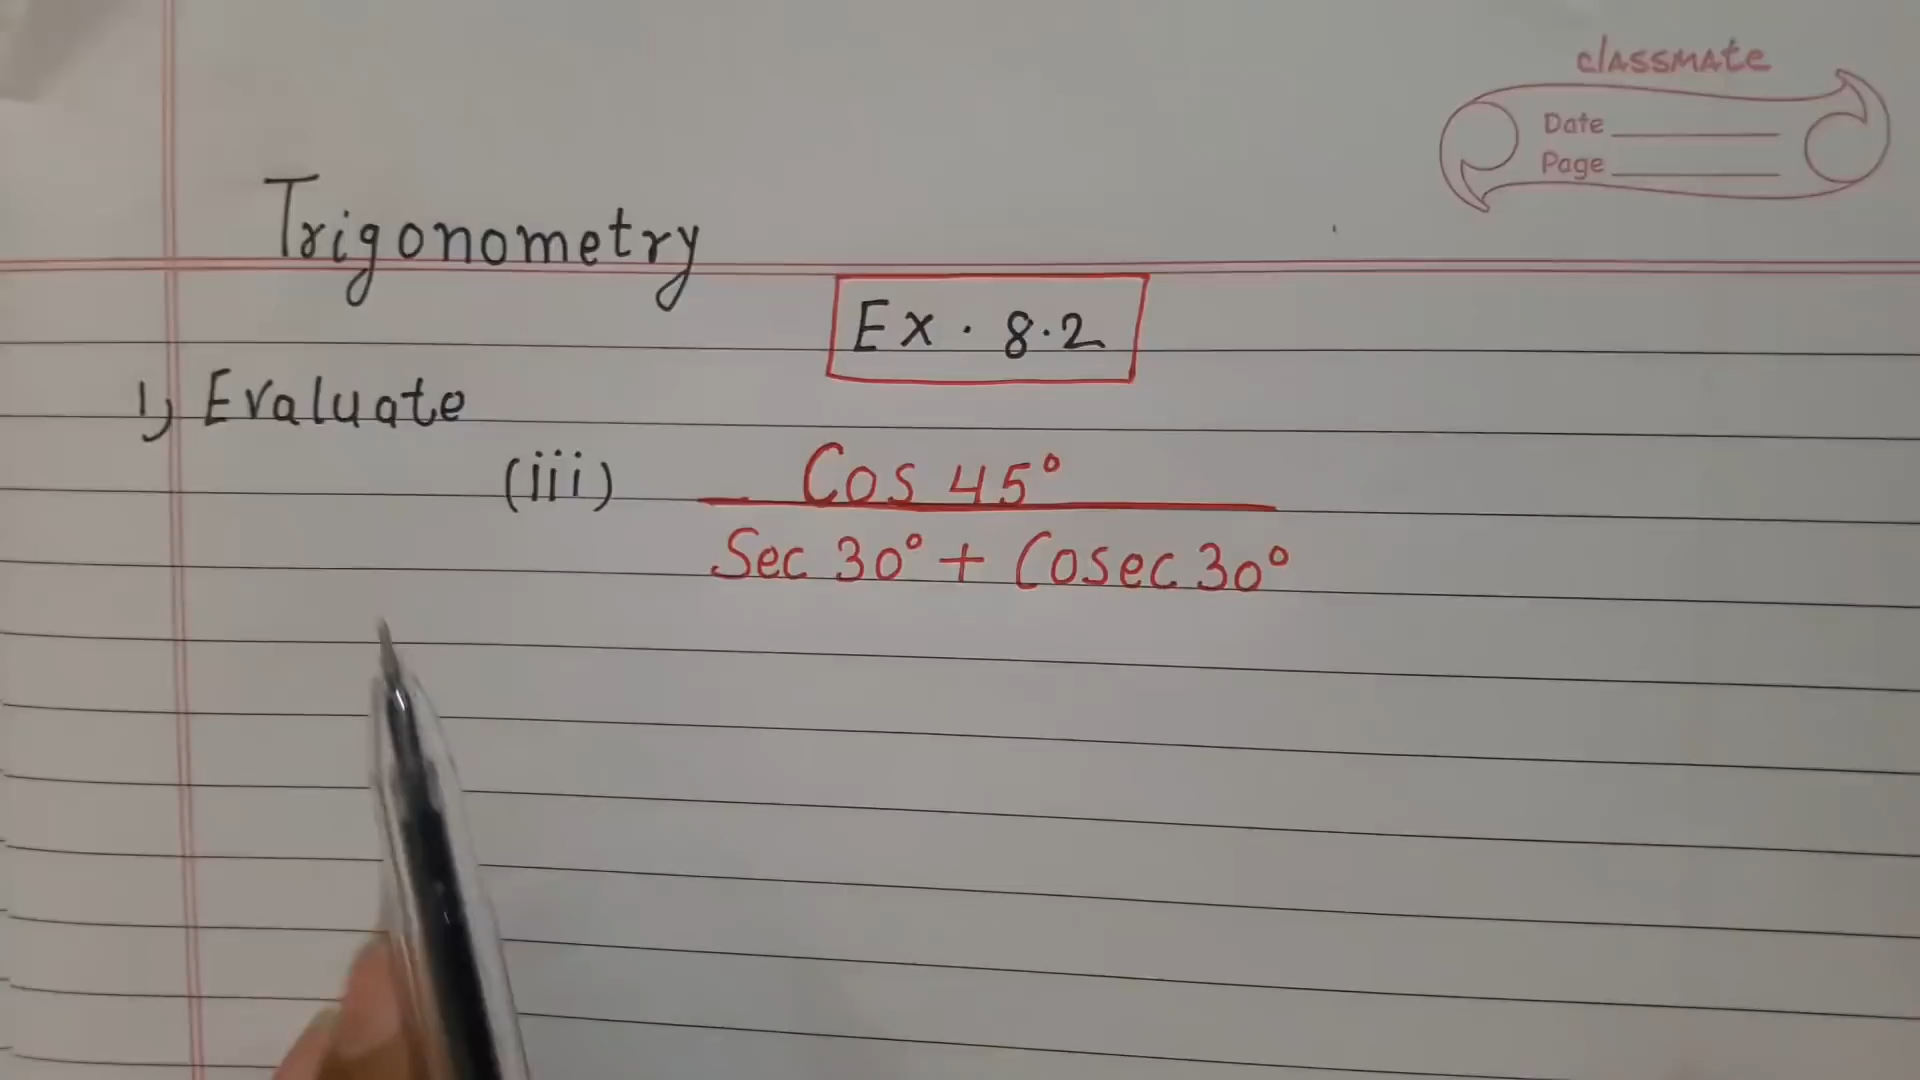 classmate
Date
Page
Trigonometry
Ex. 8.2
1) Evaluate
(iii) Cos 45°
Sec 30° + Cosec 30°